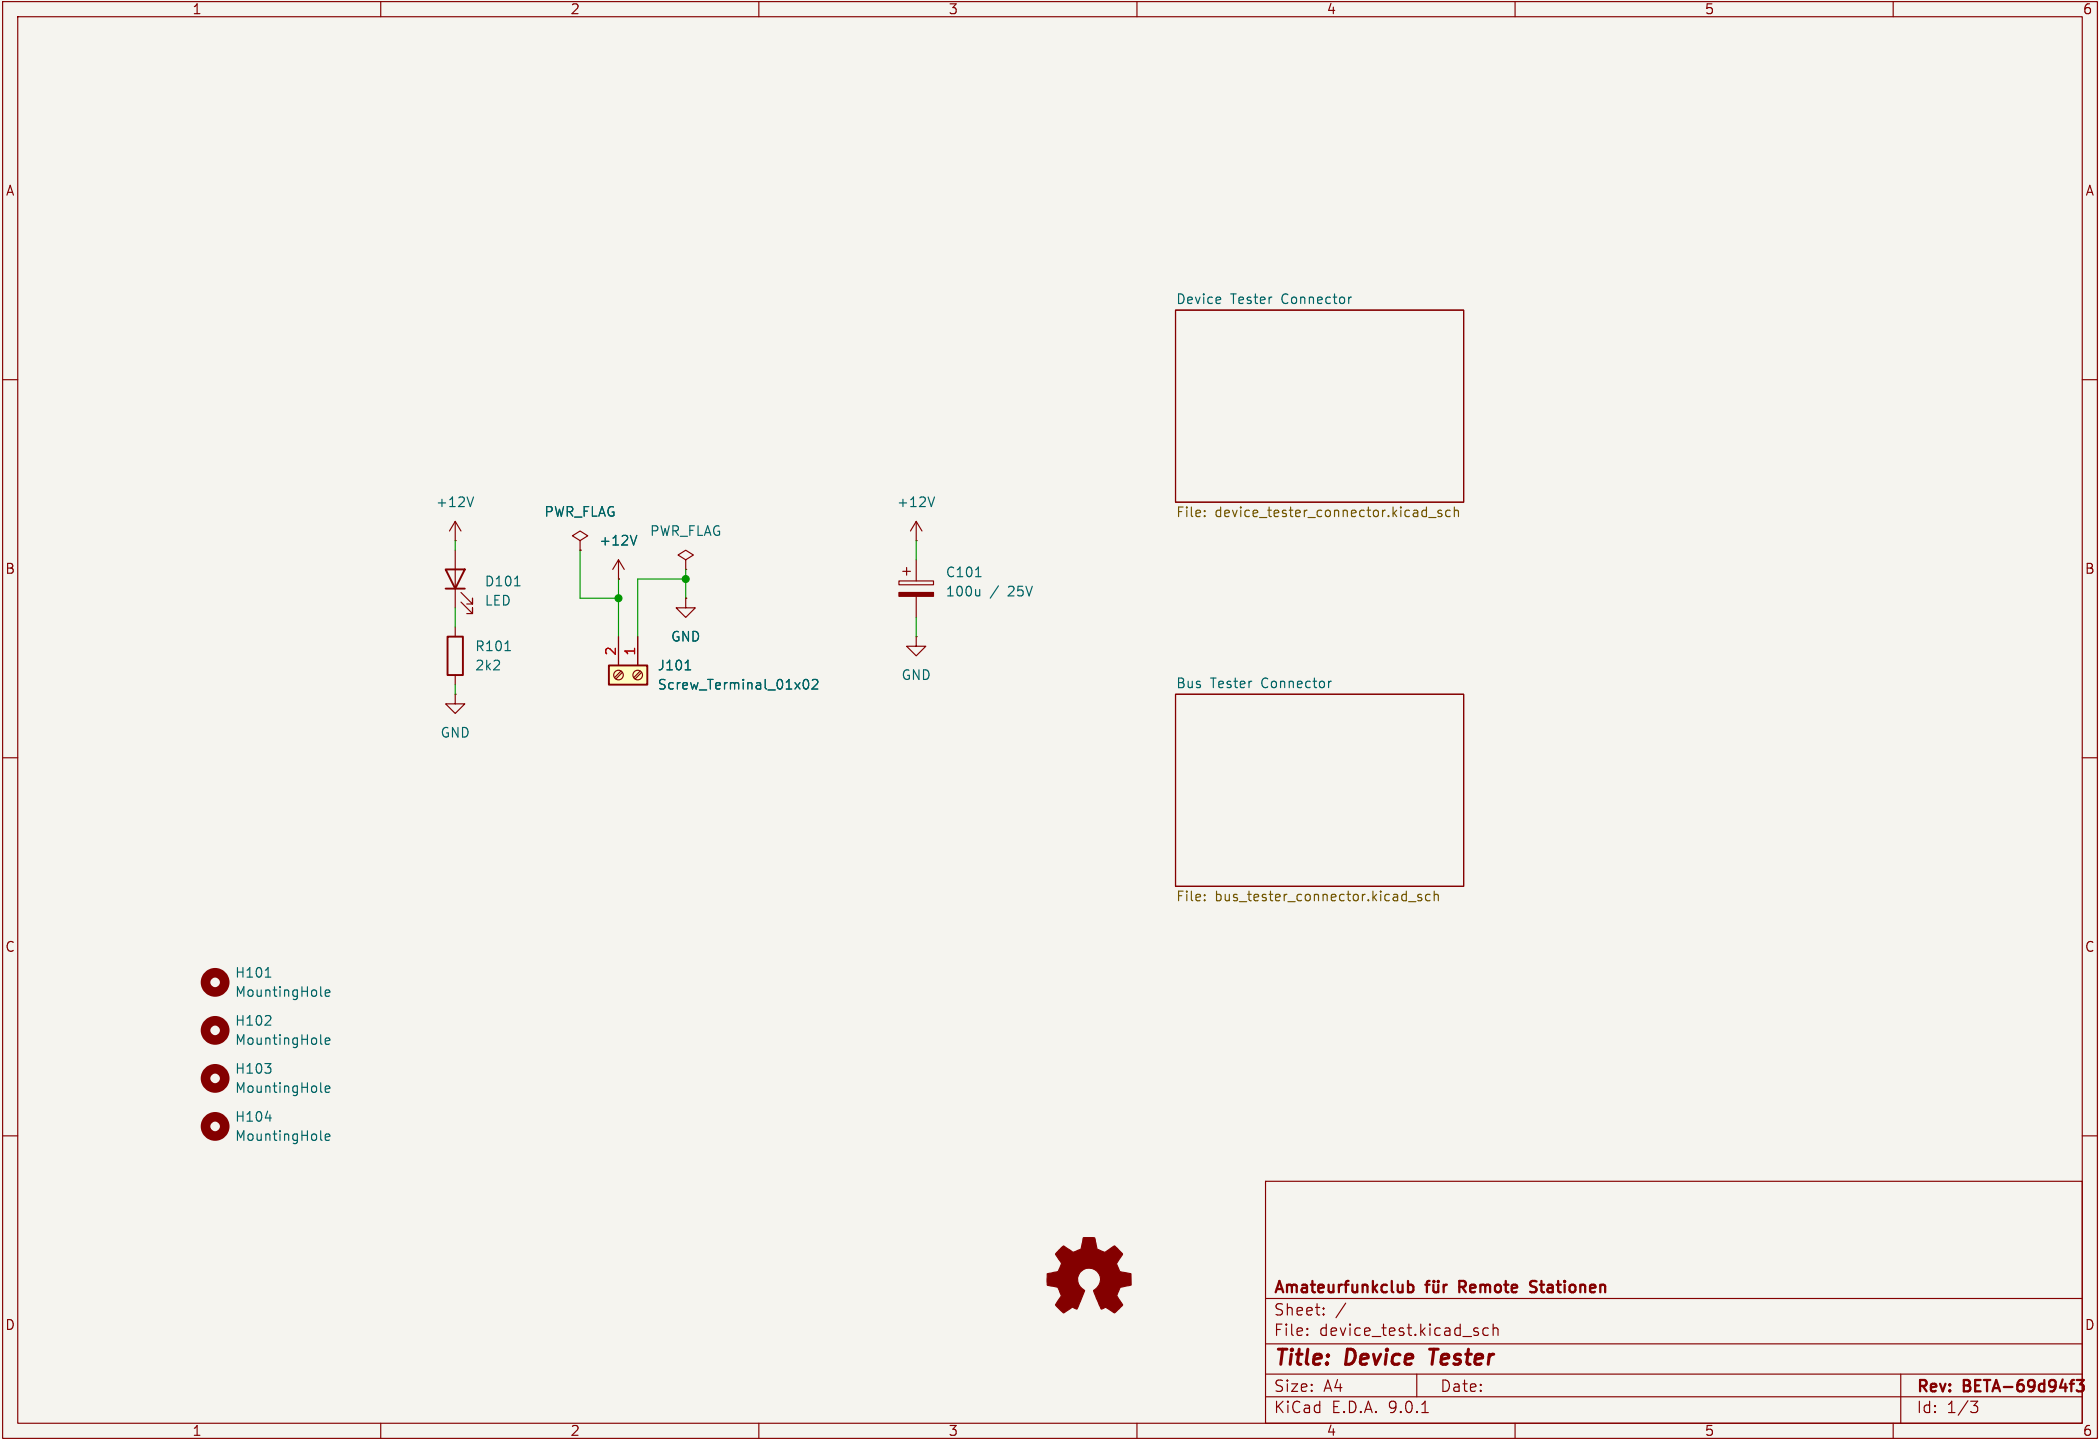 1 2 3 4 5 6
A A
B B
C C
D D
Device Tester Connector
File: device_tester_connector.kicad_sch
+12V
D101
LED
R101
2k2
GND
PWR_FLAG
+12V
PWR_FLAG
GND
2 1
J101
Screw_Terminal_01x02
+12V
+
C101
100u / 25V
GND
Bus Tester Connector
File: bus_tester_connector.kicad_sch
H101
MountingHole
H102
MountingHole
H103
MountingHole
H104
MountingHole
Amateurfunkclub für Remote Stationen
Sheet: /
File: device_test.kicad_sch
Title: Device Tester
Size: A4 Date: Rev: BETA-69d94f3
KiCad E.D.A. 9.0.1 Id: 1/3
1 2 3 4 5 6